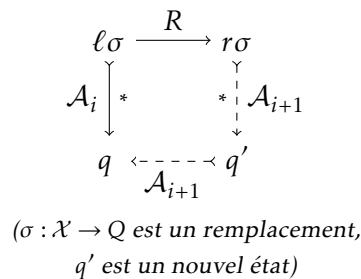 R
ℓσ rσ
𝒜ᵢ * * 𝒜ᵢ₊₁
q q′
𝒜ᵢ₊₁
(σ : 𝒳 → Q est un remplacement,
q′ est un nouvel état)